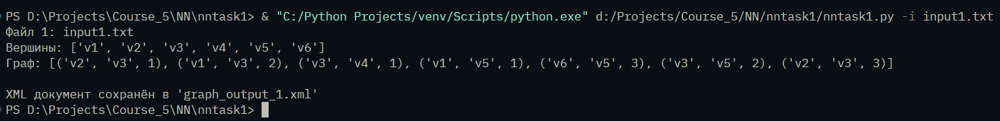 PS D:\Projects\Course_5\NN\nntask1> & "C:/Python Projects/venv/Scripts/python.exe" d:/Projects/Course_5/NN/nntask1/nntask1.py -i input1.txt
Файл 1: input1.txt
Вершины: ['v1', 'v2', 'v3', 'v4', 'v5', 'v6']
Граф: [('v2', 'v3', 1), ('v1', 'v3', 2), ('v3', 'v4', 1), ('v1', 'v5', 1), ('v6', 'v5', 3), ('v3', 'v5', 2), ('v2', 'v3', 3)]
XML документ сохранён в 'graph_output_1.xml'
PS D:\Projects\Course_5\NN\nntask1>